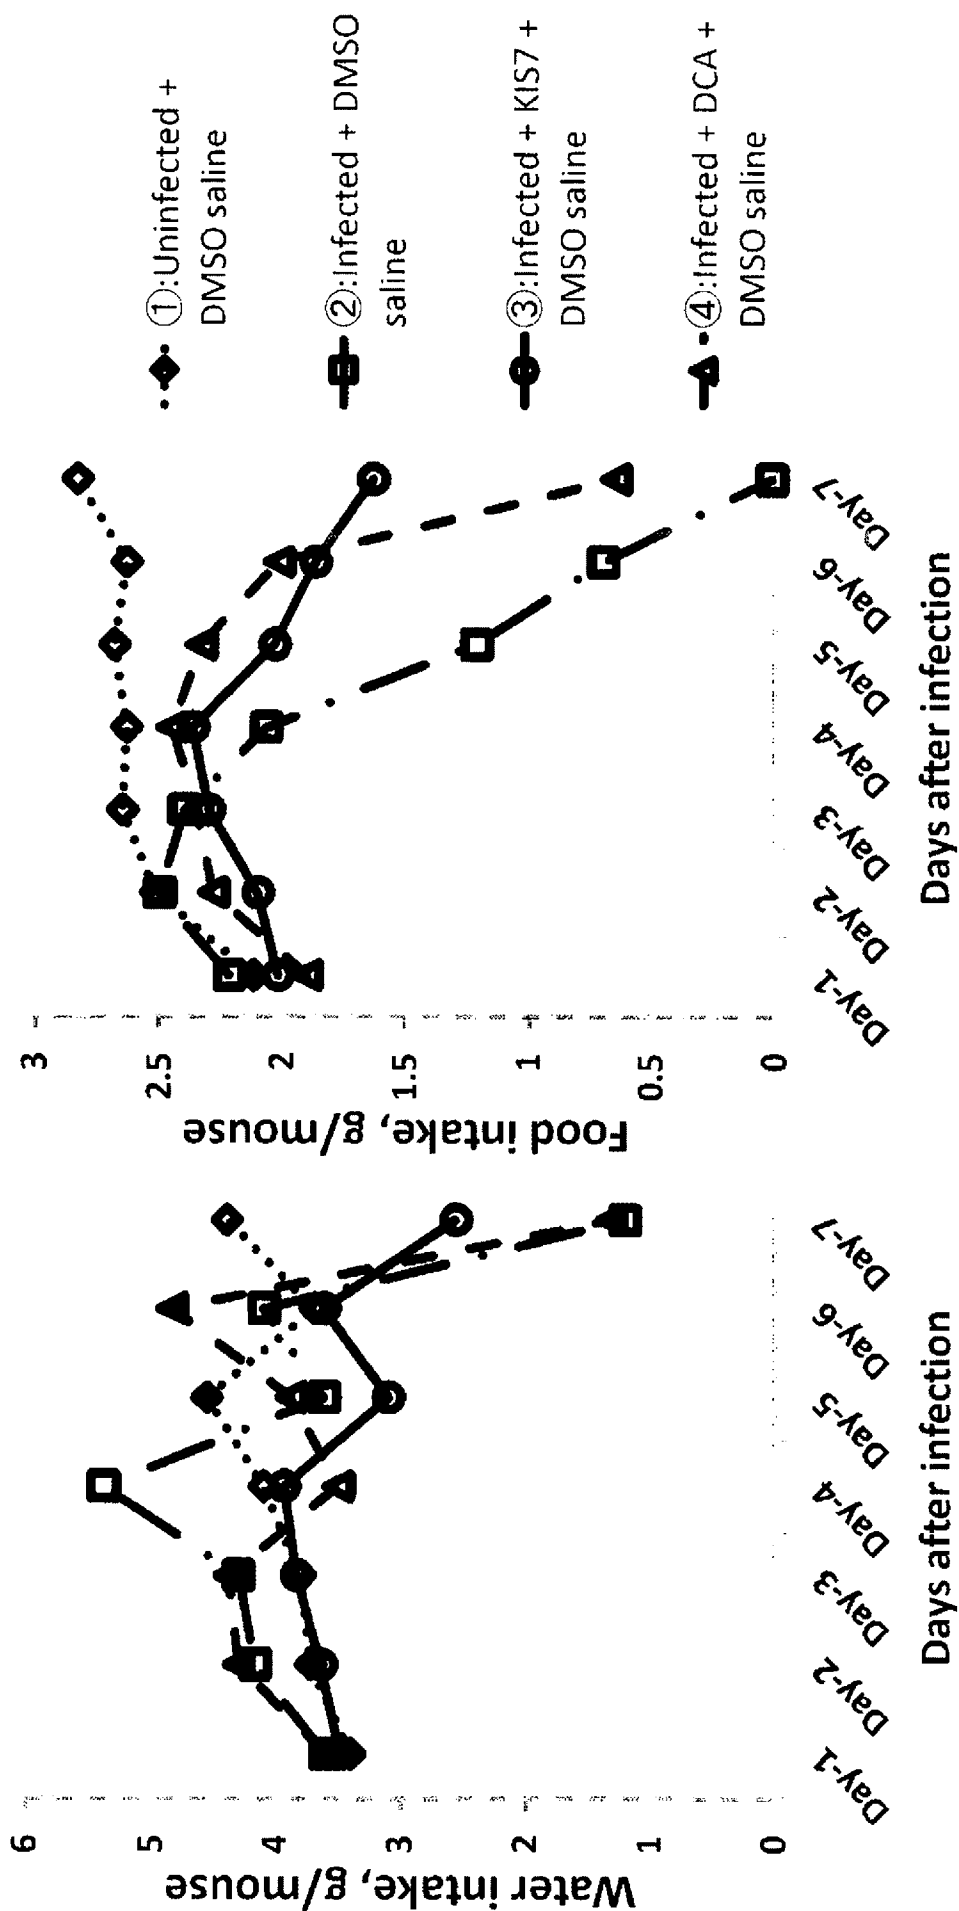 6
5
4
3
2
1
0
Water intake, g/mouse
Day-1
Day-2
Day-3
Day-4
Day-5
Day-6
Day-7
Days after infection
3
2.5
2
1.5
1
0.5
0
Food intake, g/mouse
Day-1
Day-2
Day-3
Day-4
Day-5
Day-6
Day-7
Days after infection
①:Uninfected +
DMSO saline
②:Infected + DMSO
saline
③:Infected + KIS7 +
DMSO saline
④:Infected + DCA +
DMSO saline